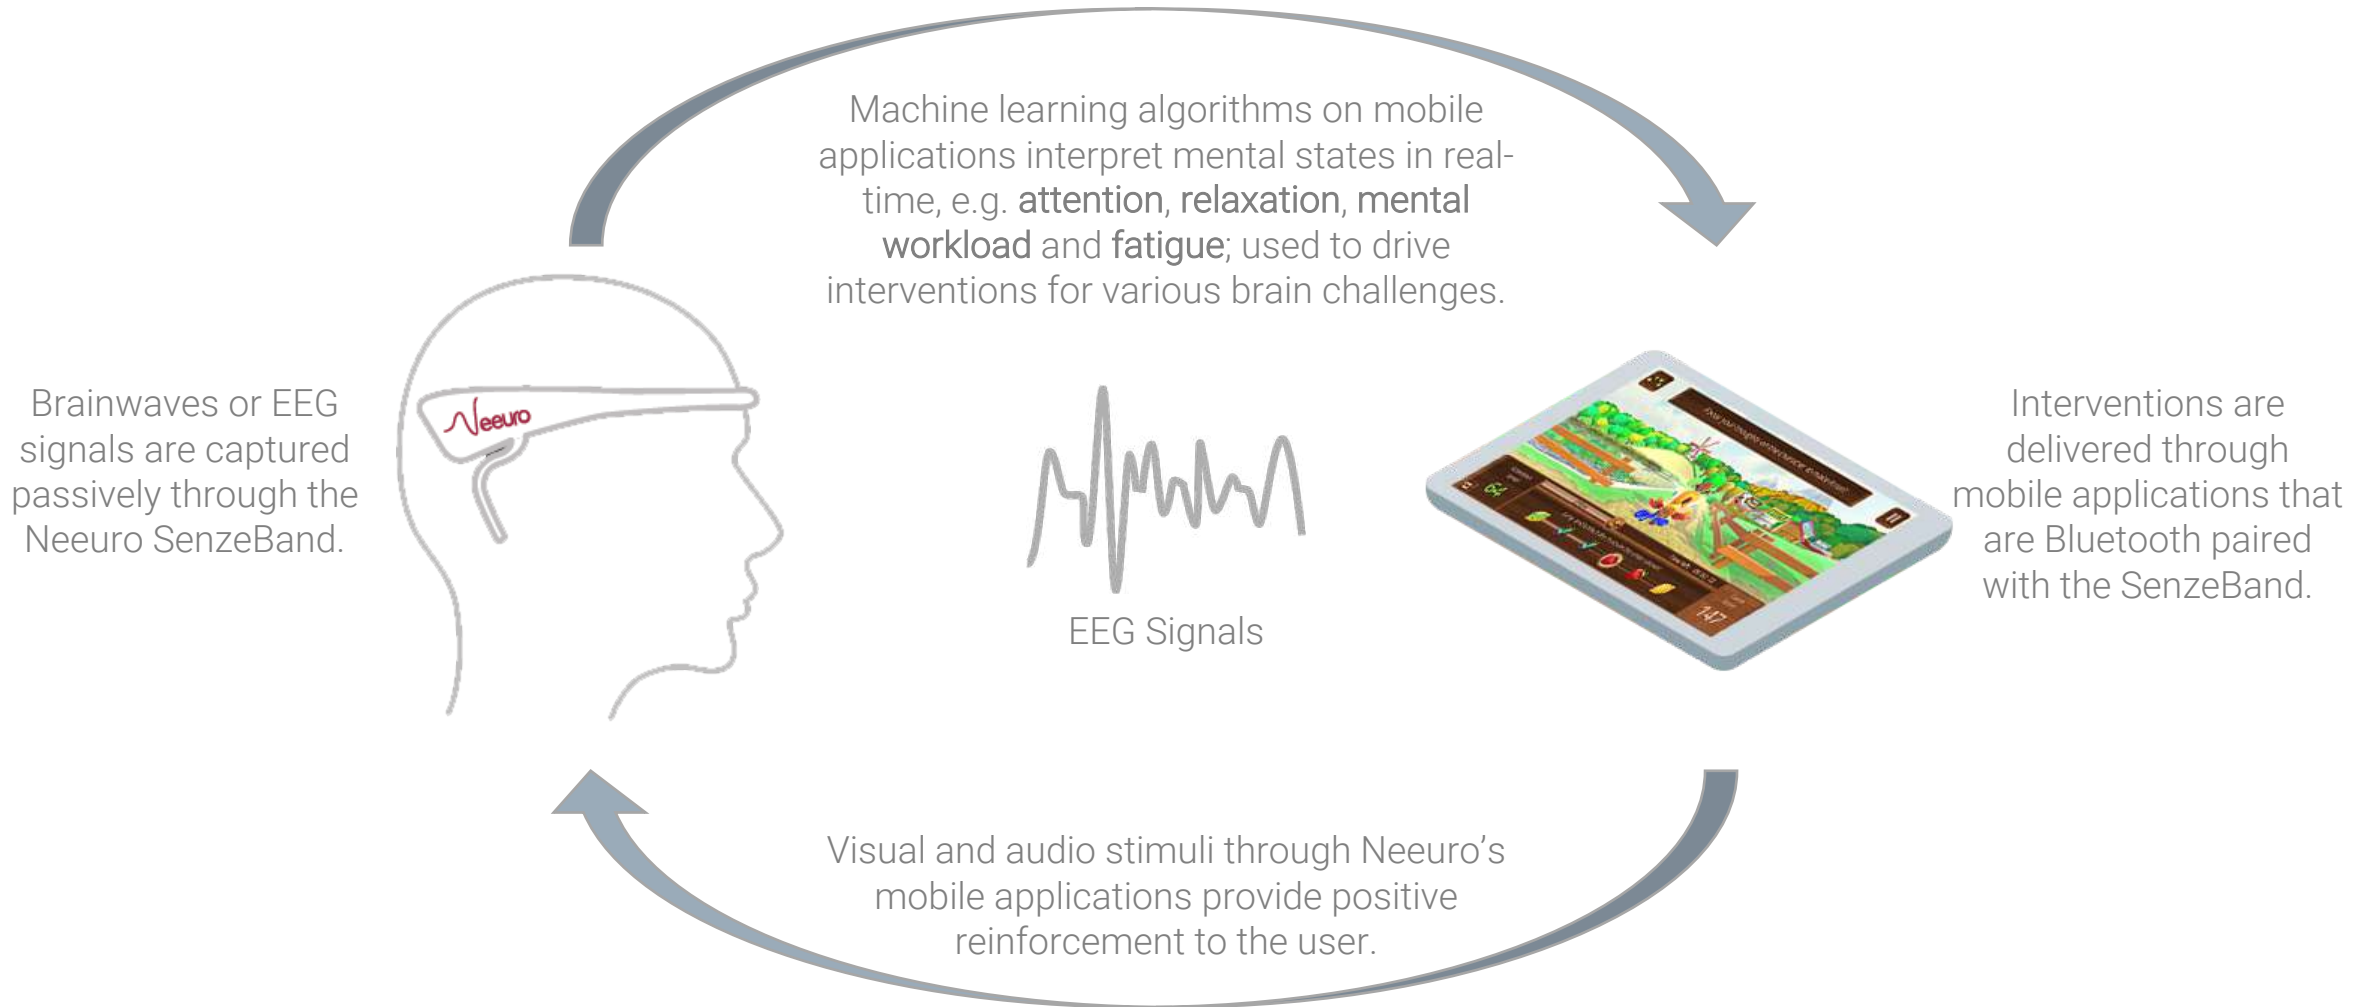 Machine learning algorithms on mobile
applications interpret mental states in real-
time, e.g. attention, relaxation, mental
workload and fatigue; used to drive
interventions for various brain challenges.
Brainwaves or EEG
signals are captured
passively through the
Neeuro SenzeBand.
Neeuro
EEG Signals
64
147
Interventions are
delivered through
mobile applications that
are Bluetooth paired
with the SenzeBand.
Visual and audio stimuli through Neeuro’s
mobile applications provide positive
reinforcement to the user.